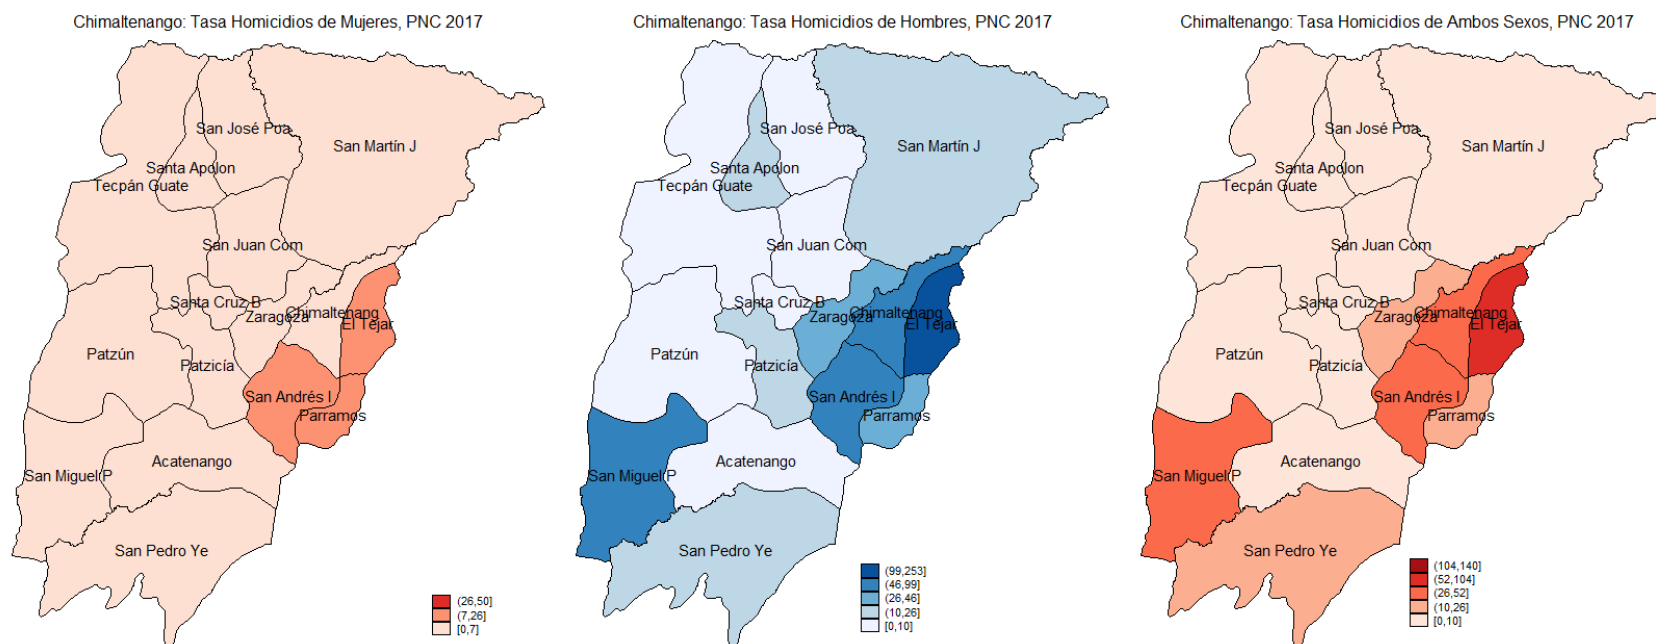 Chimaltenango: Tasa Homicidios de Mujeres, PNC 2017
San José Poa
San Martín J
Santa Apolon
Tecpán Guate
San Juan Com
Santa Cruz B
Zaragoza
Chimaltenang
El Tejar
Patzún
Patzicía
San Andrés I
Parramos
Acatenango
San Miguel P
San Pedro Ye
(26,50]
(7,26]
[0,7]
Chimaltenango: Tasa Homicidios de Hombres, PNC 2017
San José Poa
San Martín J
Santa Apolon
Tecpán Guate
San Juan Com
Santa Cruz B
Zaragoza
Chimaltenang
El Tejar
Patzún
Patzicía
San Andrés I
Parramos
Acatenango
San Miguel P
San Pedro Ye
(99,253]
(46,99]
(26,46]
(10,26]
[0,10]
Chimaltenango: Tasa Homicidios de Ambos Sexos, PNC 2017
San José Poa
San Martín J
Santa Apolon
Tecpán Guate
San Juan Com
Santa Cruz B
Zaragoza
Chimaltenang
El Tejar
Patzún
Patzicía
San Andrés I
Parramos
Acatenango
San Miguel P
San Pedro Ye
(104,140]
(52,104]
(26,52]
(10,26]
[0,10]